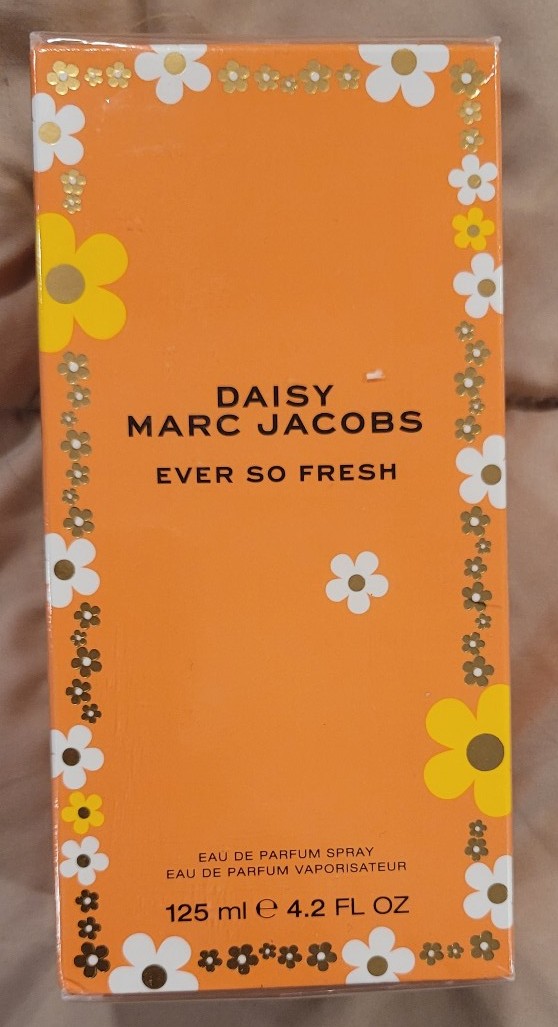 DAISY
MARC JACOBS
EVER SO FRESH
EAU DE PARFUM SPRAY
EAU DE PARFUM VAPORISATEUR
125 ml ℮ 4.2 FL OZ